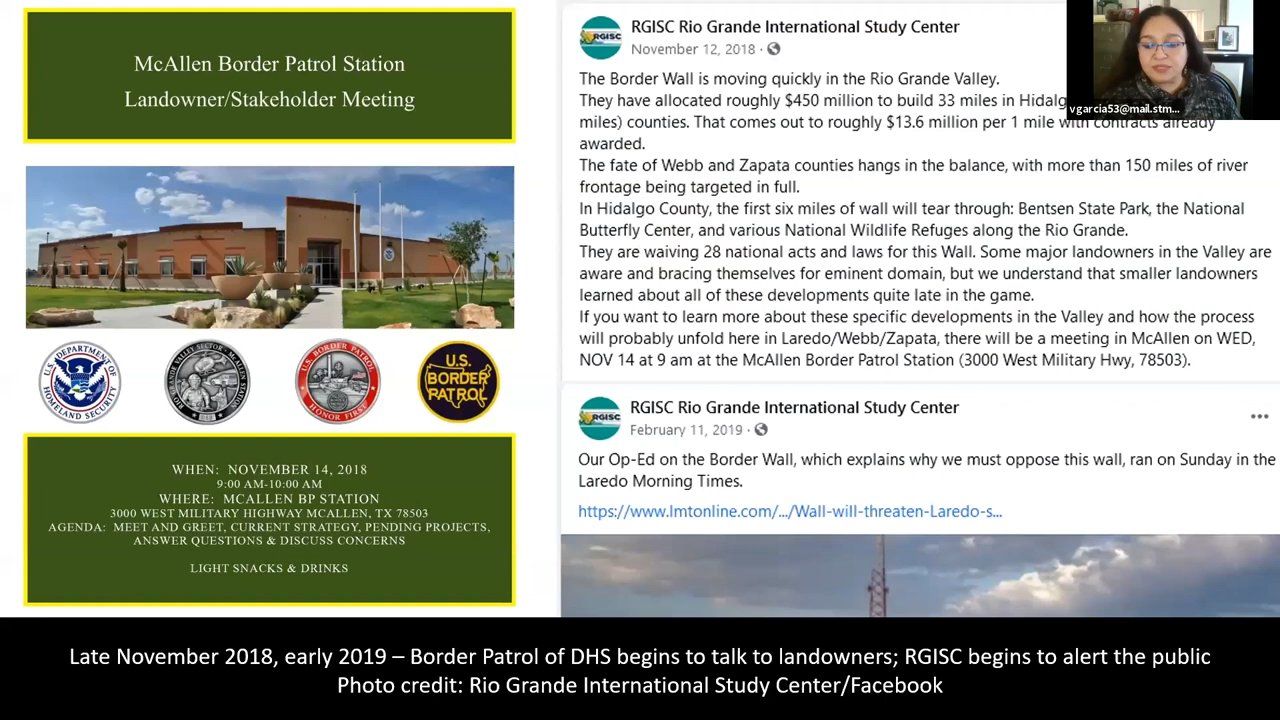 McAllen Border Patrol Station
Landowner/Stakeholder Meeting
U.S. DEPARTMENT OF
HOMELAND SECURITY
U.S. BORDER PATROL
HONOR FIRST
U.S.
BORDER
PATROL
WHEN: NOVEMBER 14, 2018
9:00 AM-10:00 AM
WHERE: MCALLEN BP STATION
3000 WEST MILITARY HIGHWAY MCALLEN, TX 78503
AGENDA: MEET AND GREET, CURRENT STRATEGY, PENDING PROJECTS,
ANSWER QUESTIONS & DISCUSS CONCERNS
LIGHT SNACKS & DRINKS
RGISC
RGISC Rio Grande International Study Center
November 12, 2018 ·
The Border Wall is moving quickly in the Rio Grande Valley.
They have allocated roughly $450 million to build 33 miles in Hidalg
miles) counties. That comes out to roughly $13.6 million per 1 mile with contracts already
awarded.
The fate of Webb and Zapata counties hangs in the balance, with more than 150 miles of river
frontage being targeted in full.
In Hidalgo County, the first six miles of wall will tear through: Bentsen State Park, the National
Butterfly Center, and various National Wildlife Refuges along the Rio Grande.
They are waiving 28 national acts and laws for this Wall. Some major landowners in the Valley are
aware and bracing themselves for eminent domain, but we understand that smaller landowners
learned about all of these developments quite late in the game.
If you want to learn more about these specific developments in the Valley and how the process
will probably unfold here in Laredo/Webb/Zapata, there will be a meeting in McAllen on WED,
NOV 14 at 9 am at the McAllen Border Patrol Station (3000 West Military Hwy, 78503).
vgarcia53@mail.stm...
RGISC
RGISC Rio Grande International Study Center
February 11, 2019 ·
Our Op-Ed on the Border Wall, which explains why we must oppose this wall, ran on Sunday in the
Laredo Morning Times.
https://www.lmtonline.com/.../Wall-will-threaten-Laredo-s...
Late November 2018, early 2019 – Border Patrol of DHS begins to talk to landowners; RGISC begins to alert the public
Photo credit: Rio Grande International Study Center/Facebook